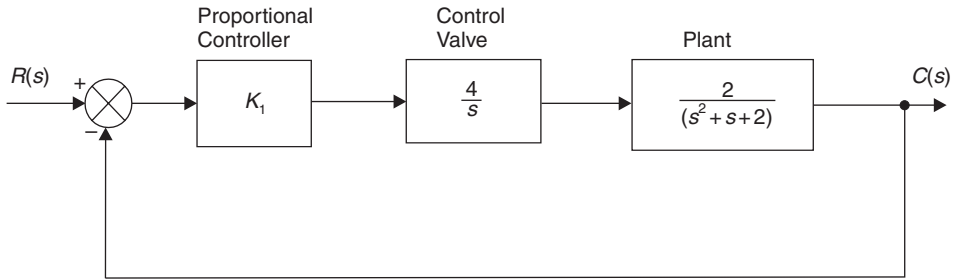 Proportional
Controller
Control
Valve
Plant
R(s)
+
−
K₁
4
s
2
(s² + s + 2)
C(s)